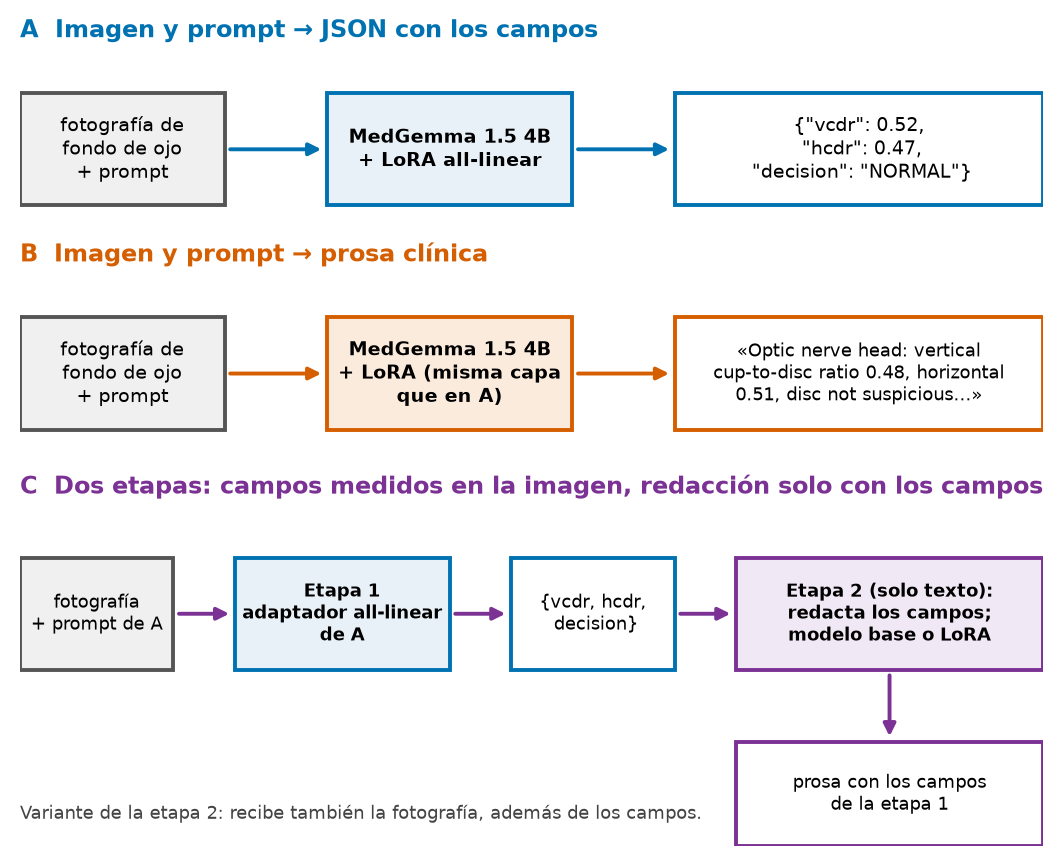 A Imagen y prompt → JSON con los campos
fotografía de
fondo de ojo
+ prompt
MedGemma 1.5 4B
+ LoRA all-linear
{"vcdr": 0.52,
"hcdr": 0.47,
"decision": "NORMAL"}
B Imagen y prompt → prosa clínica
fotografía de
fondo de ojo
+ prompt
MedGemma 1.5 4B
+ LoRA (misma capa
que en A)
«Optic nerve head: vertical
cup-to-disc ratio 0.48, horizontal
0.51, disc not suspicious…»
C Dos etapas: campos medidos en la imagen, redacción solo con los campos
fotografía
+ prompt de A
Etapa 1
adaptador all-linear
de A
{vcdr, hcdr,
decision}
Etapa 2 (solo texto):
redacta los campos;
modelo base o LoRA
prosa con los campos
de la etapa 1
Variante de la etapa 2: recibe también la fotografía, además de los campos.